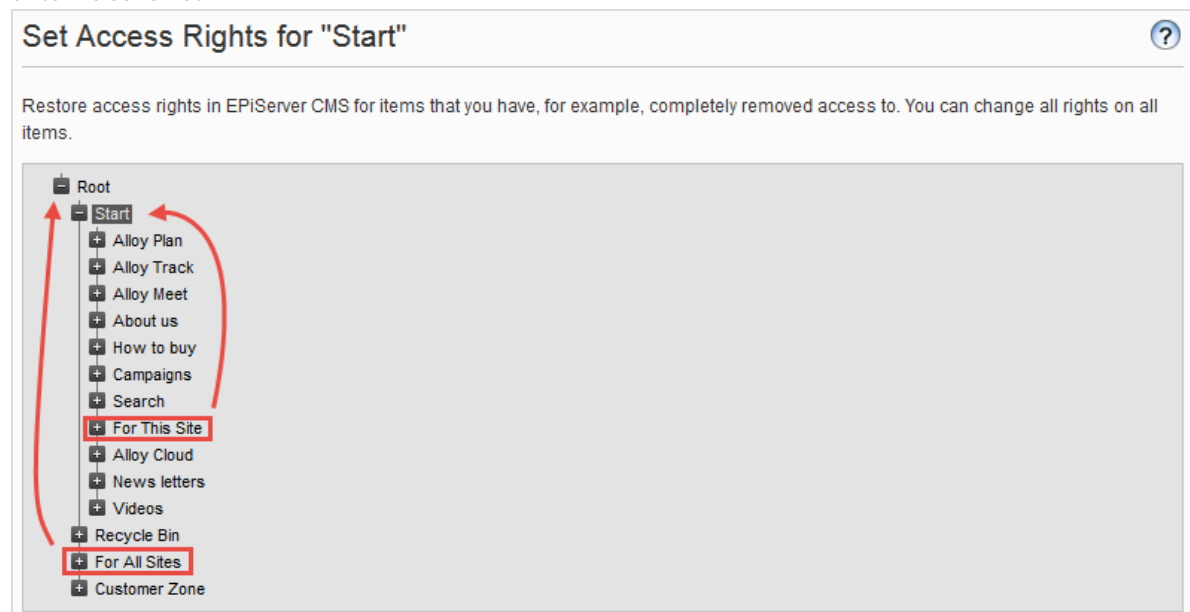 Set Access Rights for "Start"
?
Restore access rights in EPiServer CMS for items that you have, for example, completely removed access to. You can change all rights on all
items.
Root
Start
Alloy Plan
Alloy Track
Alloy Meet
About us
How to buy
Campaigns
Search
For This Site
Alloy Cloud
News letters
Videos
Recycle Bin
For All Sites
Customer Zone